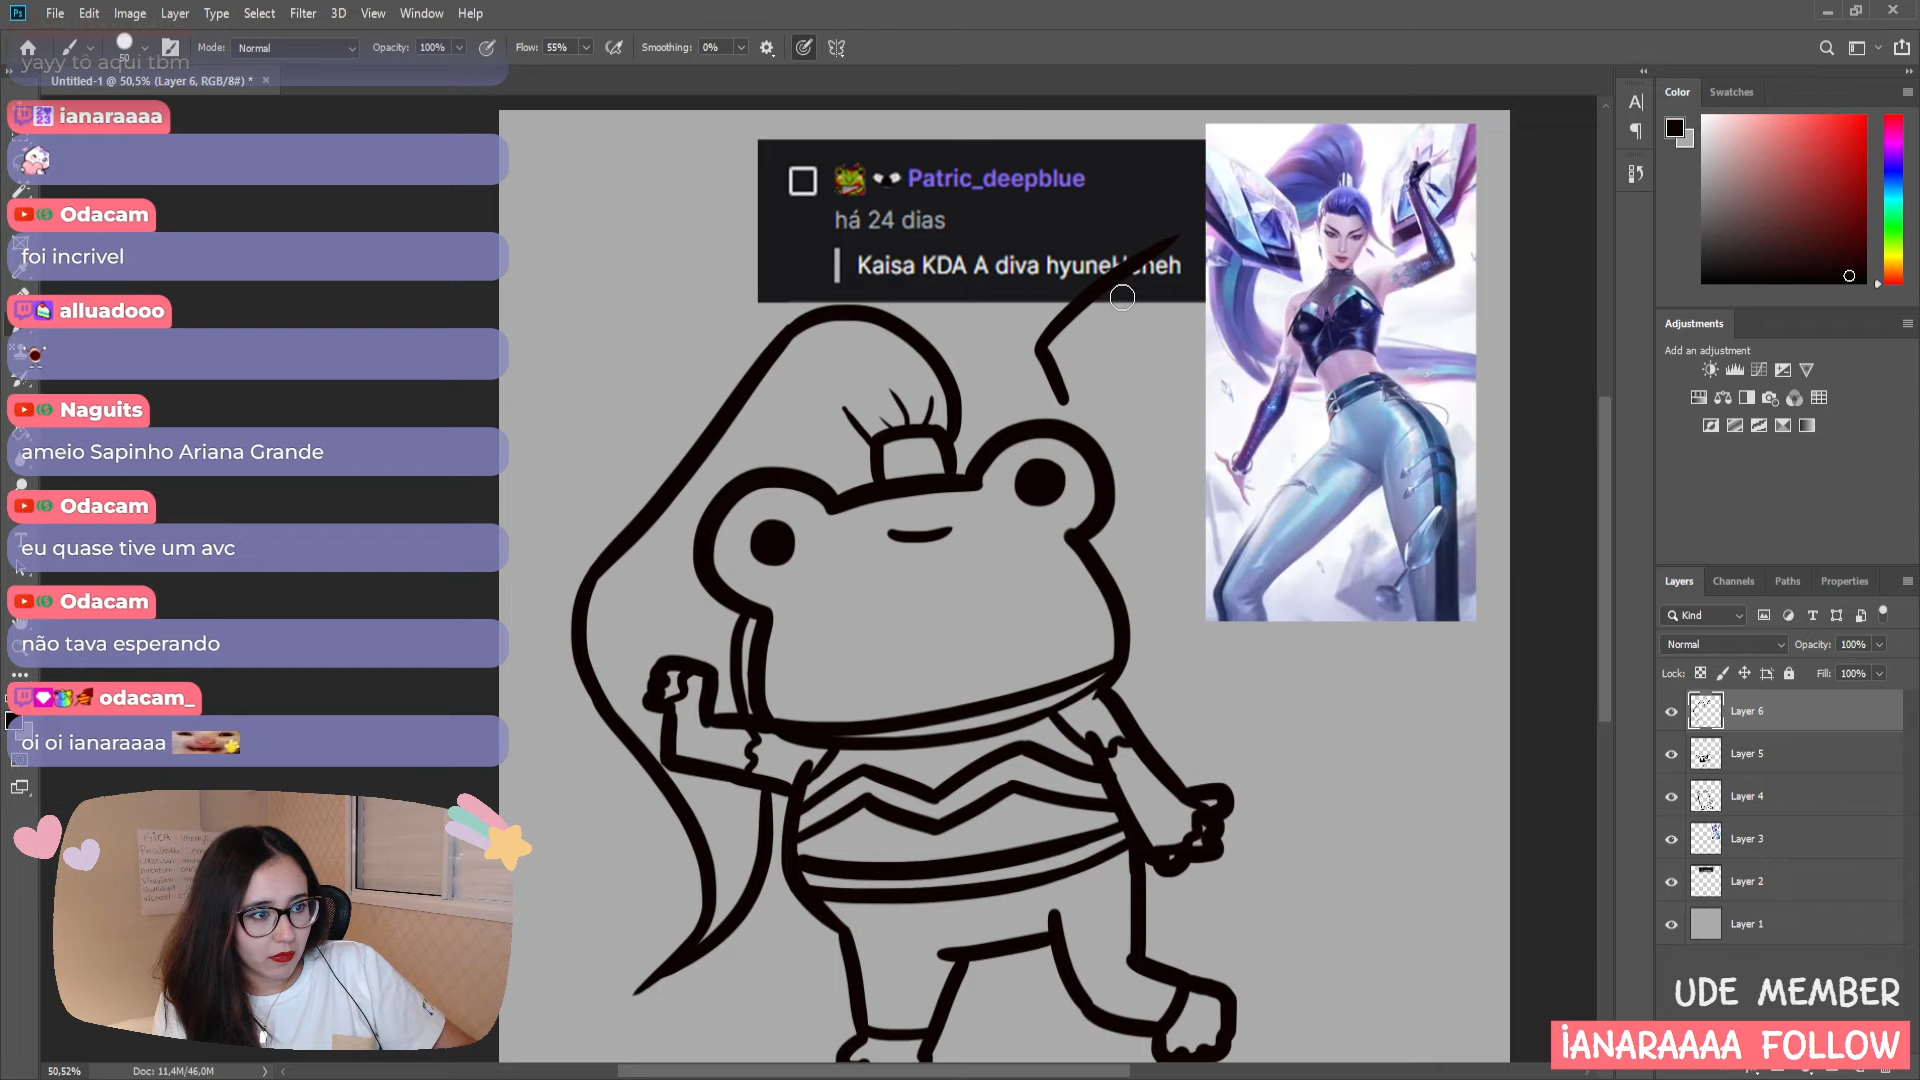 File Edit Image Layer Type Select Filter 3D View Window Help
50
Mode: Normal Opacity: 100% Flow: 55% Smoothing: 0%
Untitled-1 @ 50,5% (Layer 6, RGB/8#) *
yayy tô aqui tbm
ianaraaaa
Odacam
foi incrivel
alluadooo
Naguits
ameio Sapinho Ariana Grande
Odacam
eu quase tive um avc
Odacam
não tava esperando
odacam_
oi oi ianaraaaa
Patric_deepblue
há 24 dias
Kaisa KDA A diva
Color Swatches
Adjustments
Add an adjustment
Layers Channels Paths Properties
Kind
Normal Opacity: 100%
Lock: Fill: 100%
Layer 6
Layer 5
Layer 4
Layer 3
Layer 2
Layer 1
UDE MEMBER
iANARAAAA FOLLOW
50,52% Doc: 11,4M/46,0M